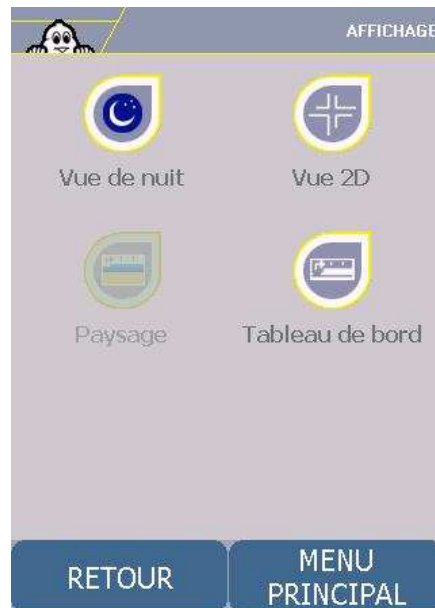 AFFICHAGE
Vue de nuit
Vue 2D
Paysage
Tableau de bord
RETOUR
MENU
PRINCIPAL